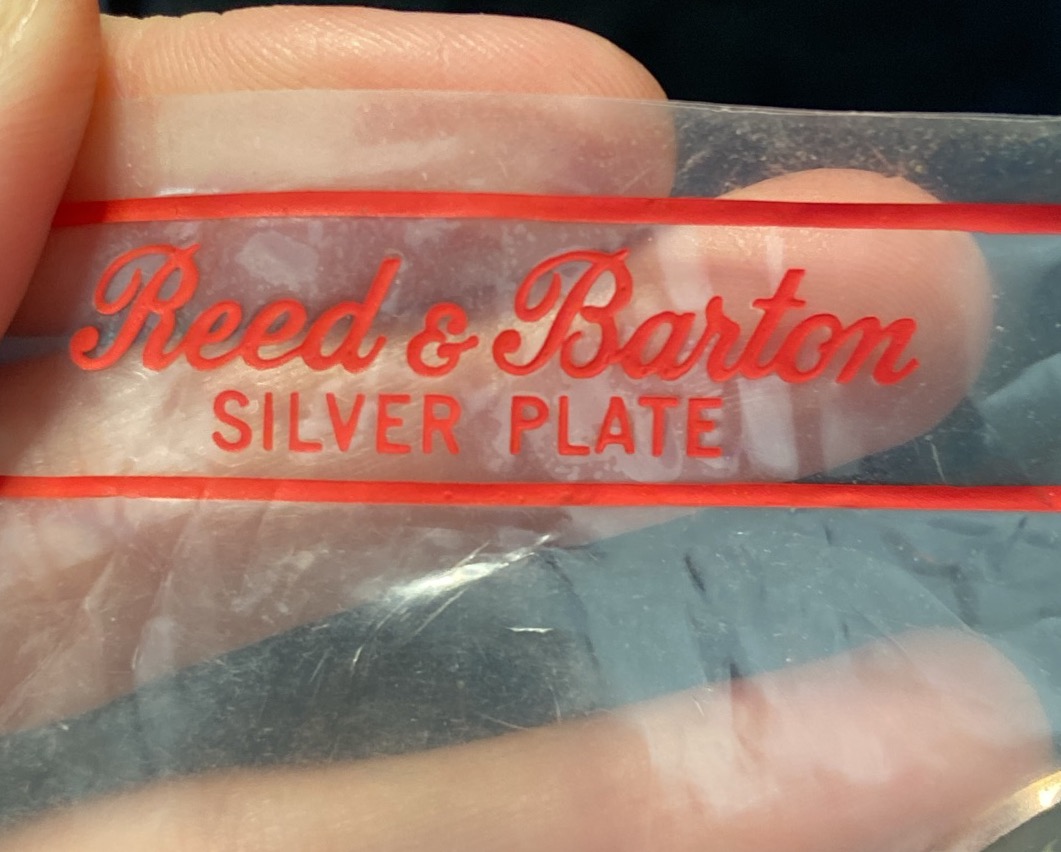 Reed & Barton
SILVER PLATE